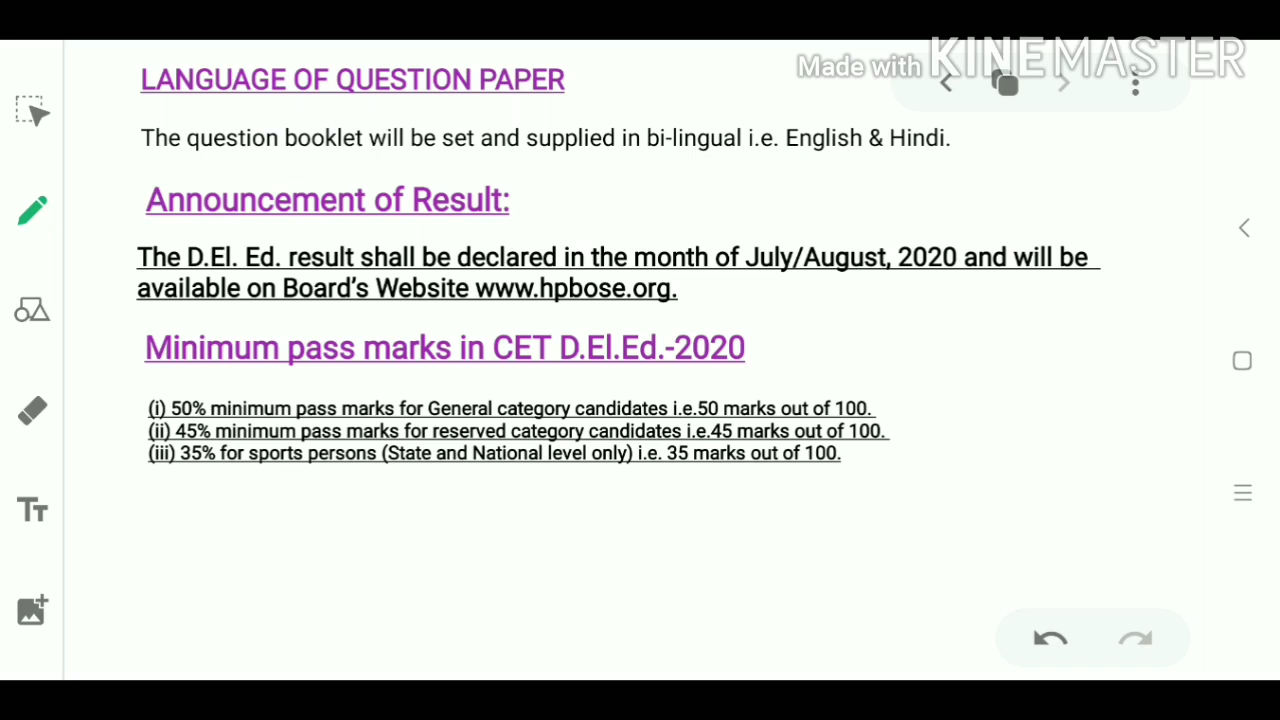 Made with KINEMASTER
LANGUAGE OF QUESTION PAPER
The question booklet will be set and supplied in bi-lingual i.e. English & Hindi.
Announcement of Result:
The D.El. Ed. result shall be declared in the month of July/August, 2020 and will be
available on Board's Website www.hpbose.org.
Minimum pass marks in CET D.El.Ed.-2020
(i) 50% minimum pass marks for General category candidates i.e.50 marks out of 100.
(ii) 45% minimum pass marks for reserved category candidates i.e.45 marks out of 100.
(iii) 35% for sports persons (State and National level only) i.e. 35 marks out of 100.
TT